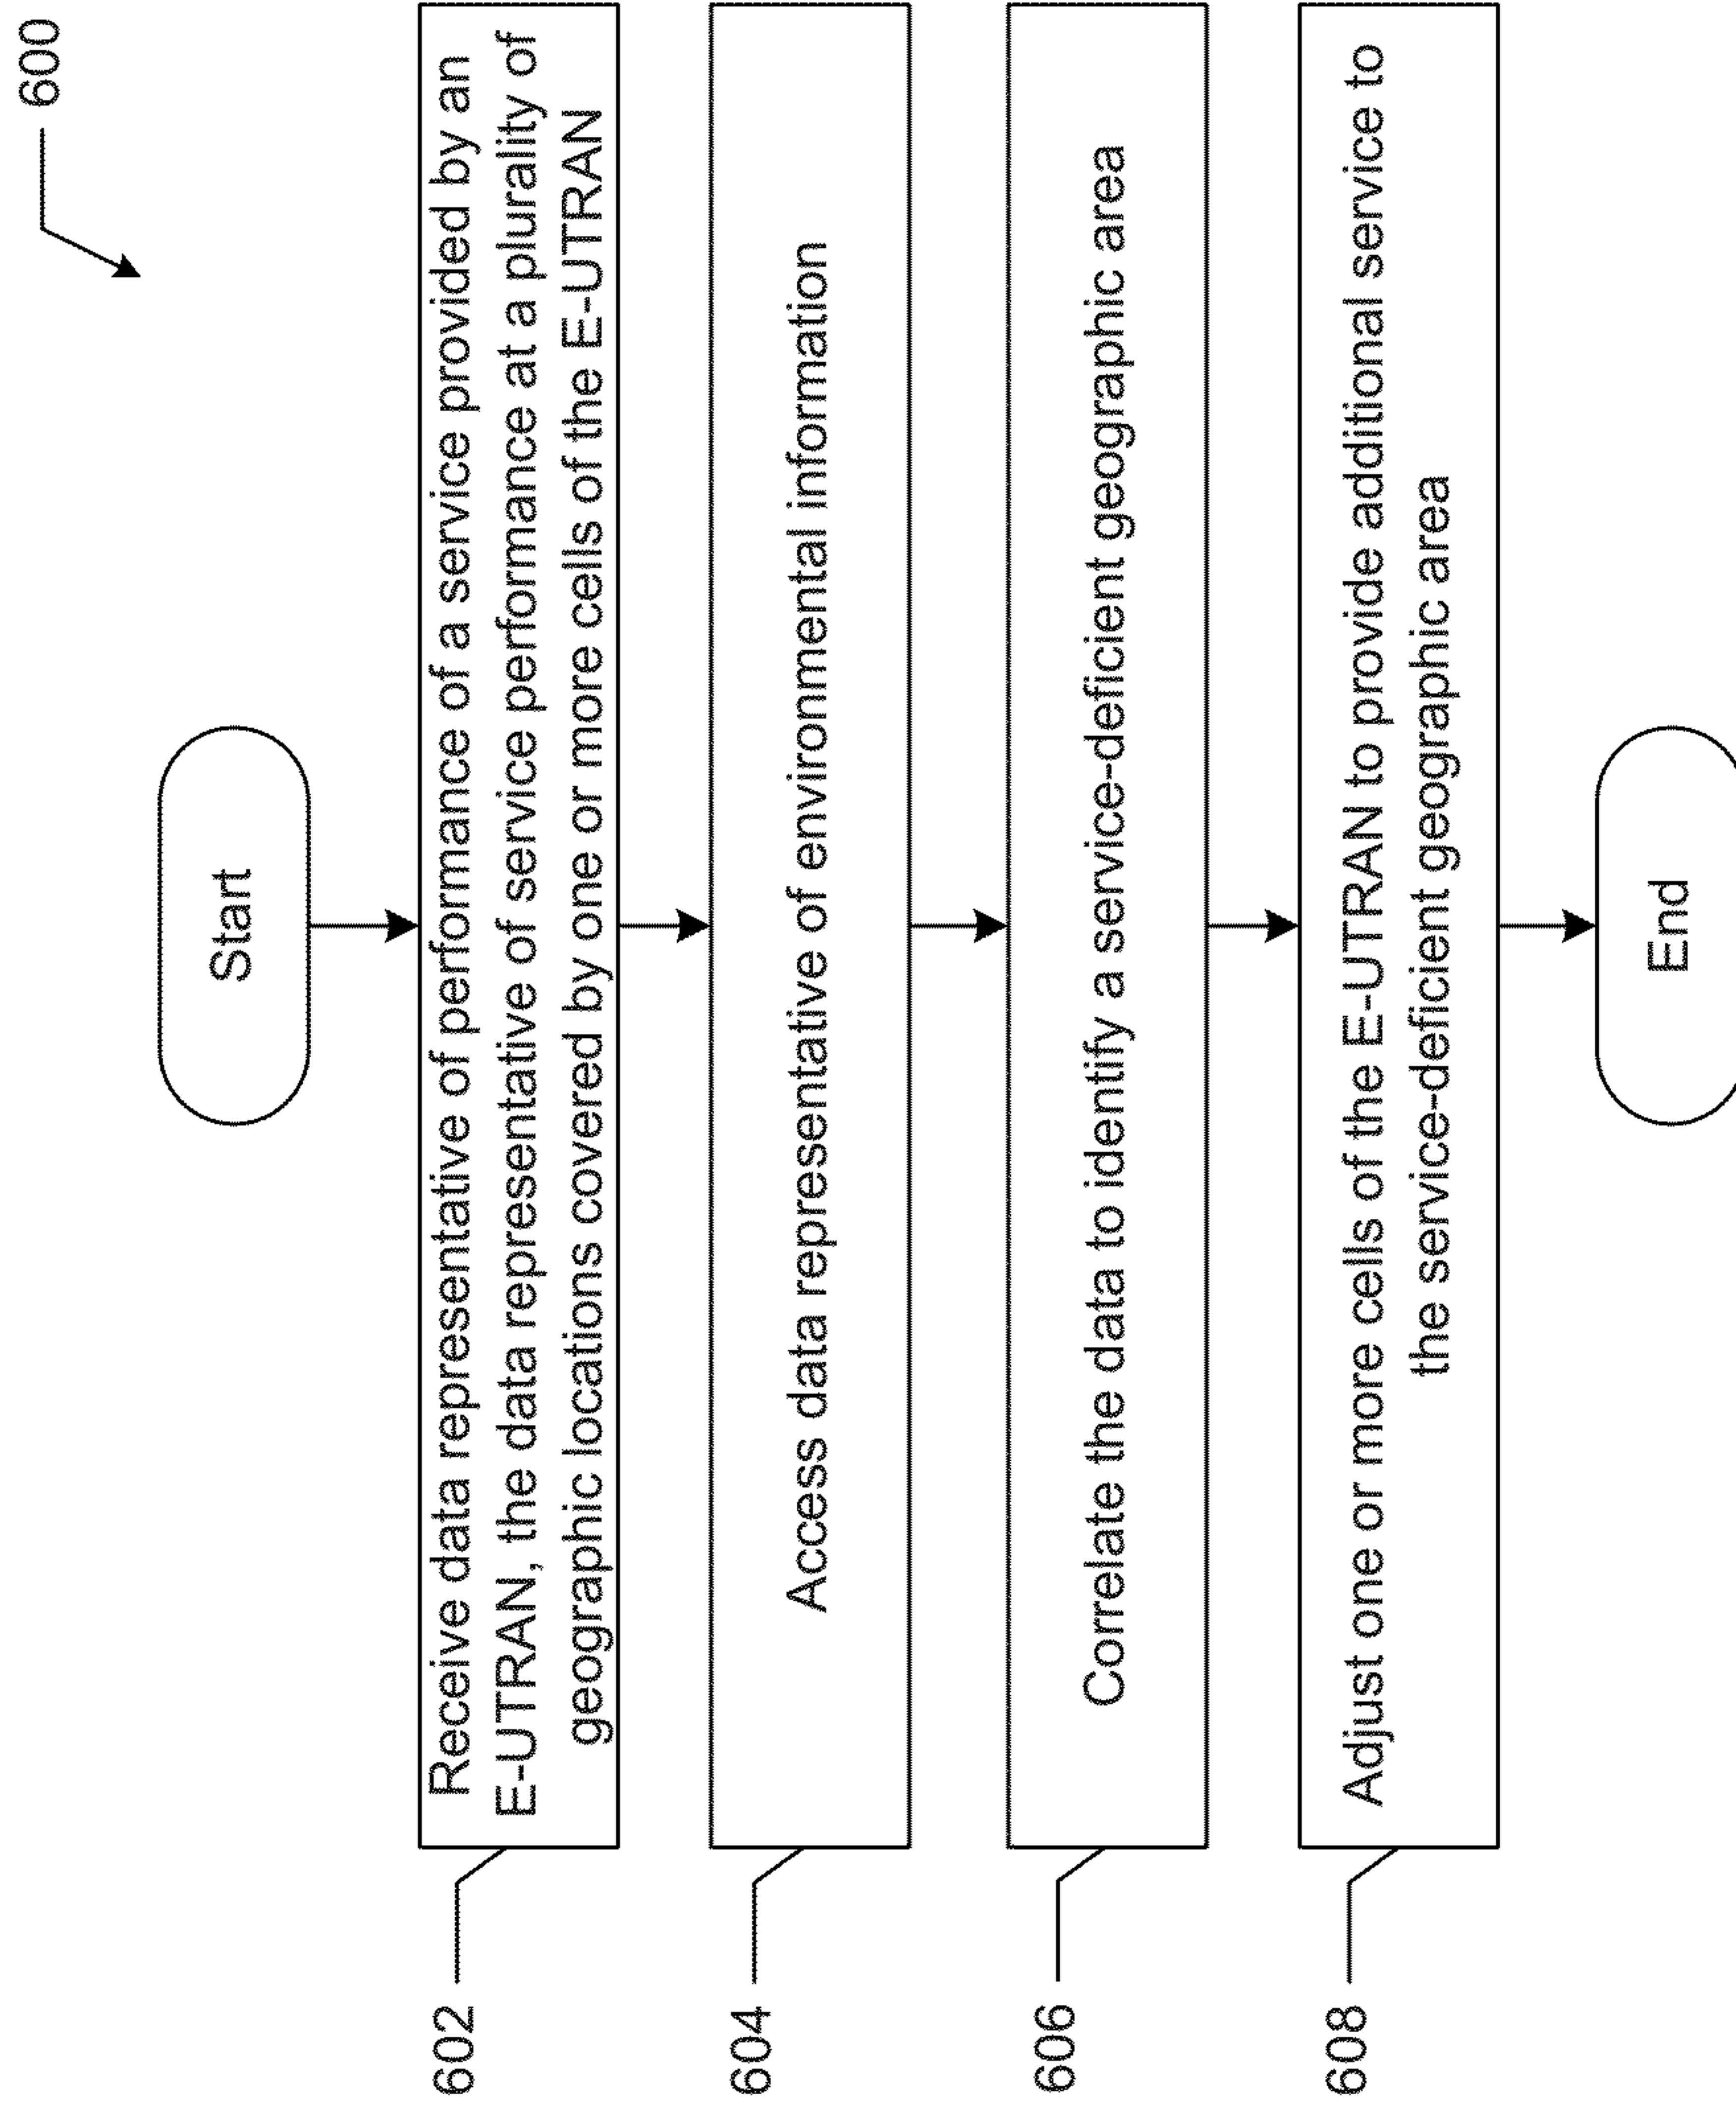 600
Start
602
Receive data representative of performance of a service provided by an
E-UTRAN, the data representative of service performance at a plurality of
geographic locations covered by one or more cells of the E-UTRAN
604
Access data representative of environmental information
606
Correlate the data to identify a service-deficient geographic area
608
Adjust one or more cells of the E-UTRAN to provide additional service to
the service-deficient geographic area
End